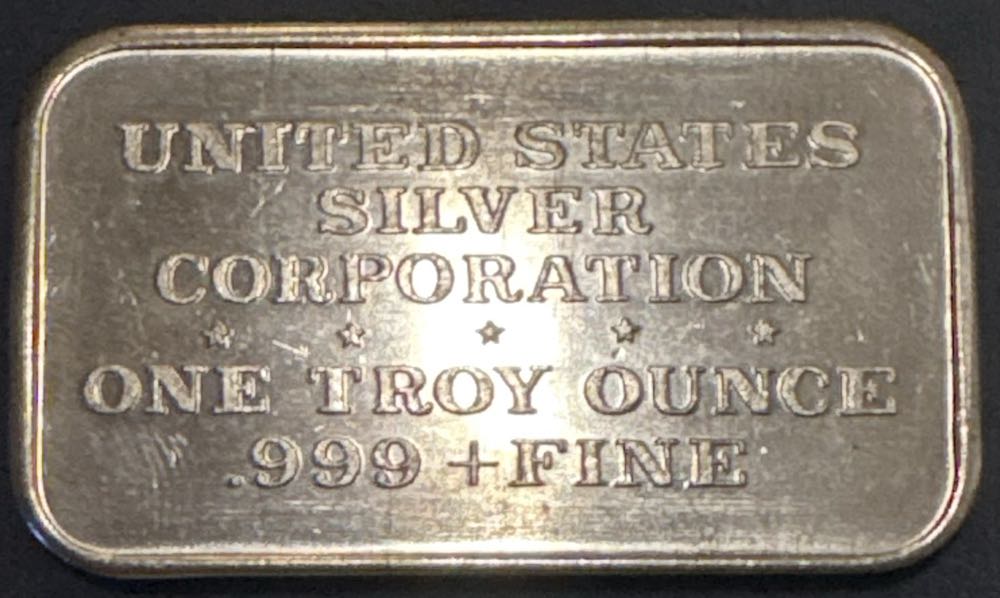 UNITED STATES
SILVER
CORPORATION
ONE TROY OUNCE
.999 + FINE